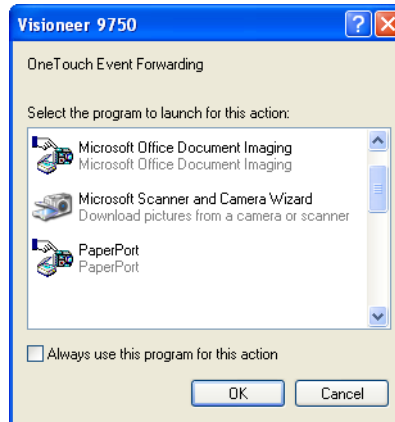 Visioneer 9750
OneTouch Event Forwarding
Select the program to launch for this action:
Microsoft Office Document Imaging
Microsoft Office Document Imaging
Microsoft Scanner and Camera Wizard
Download pictures from a camera or scanner
PaperPort
PaperPort
Always use this program for this action
OK
Cancel